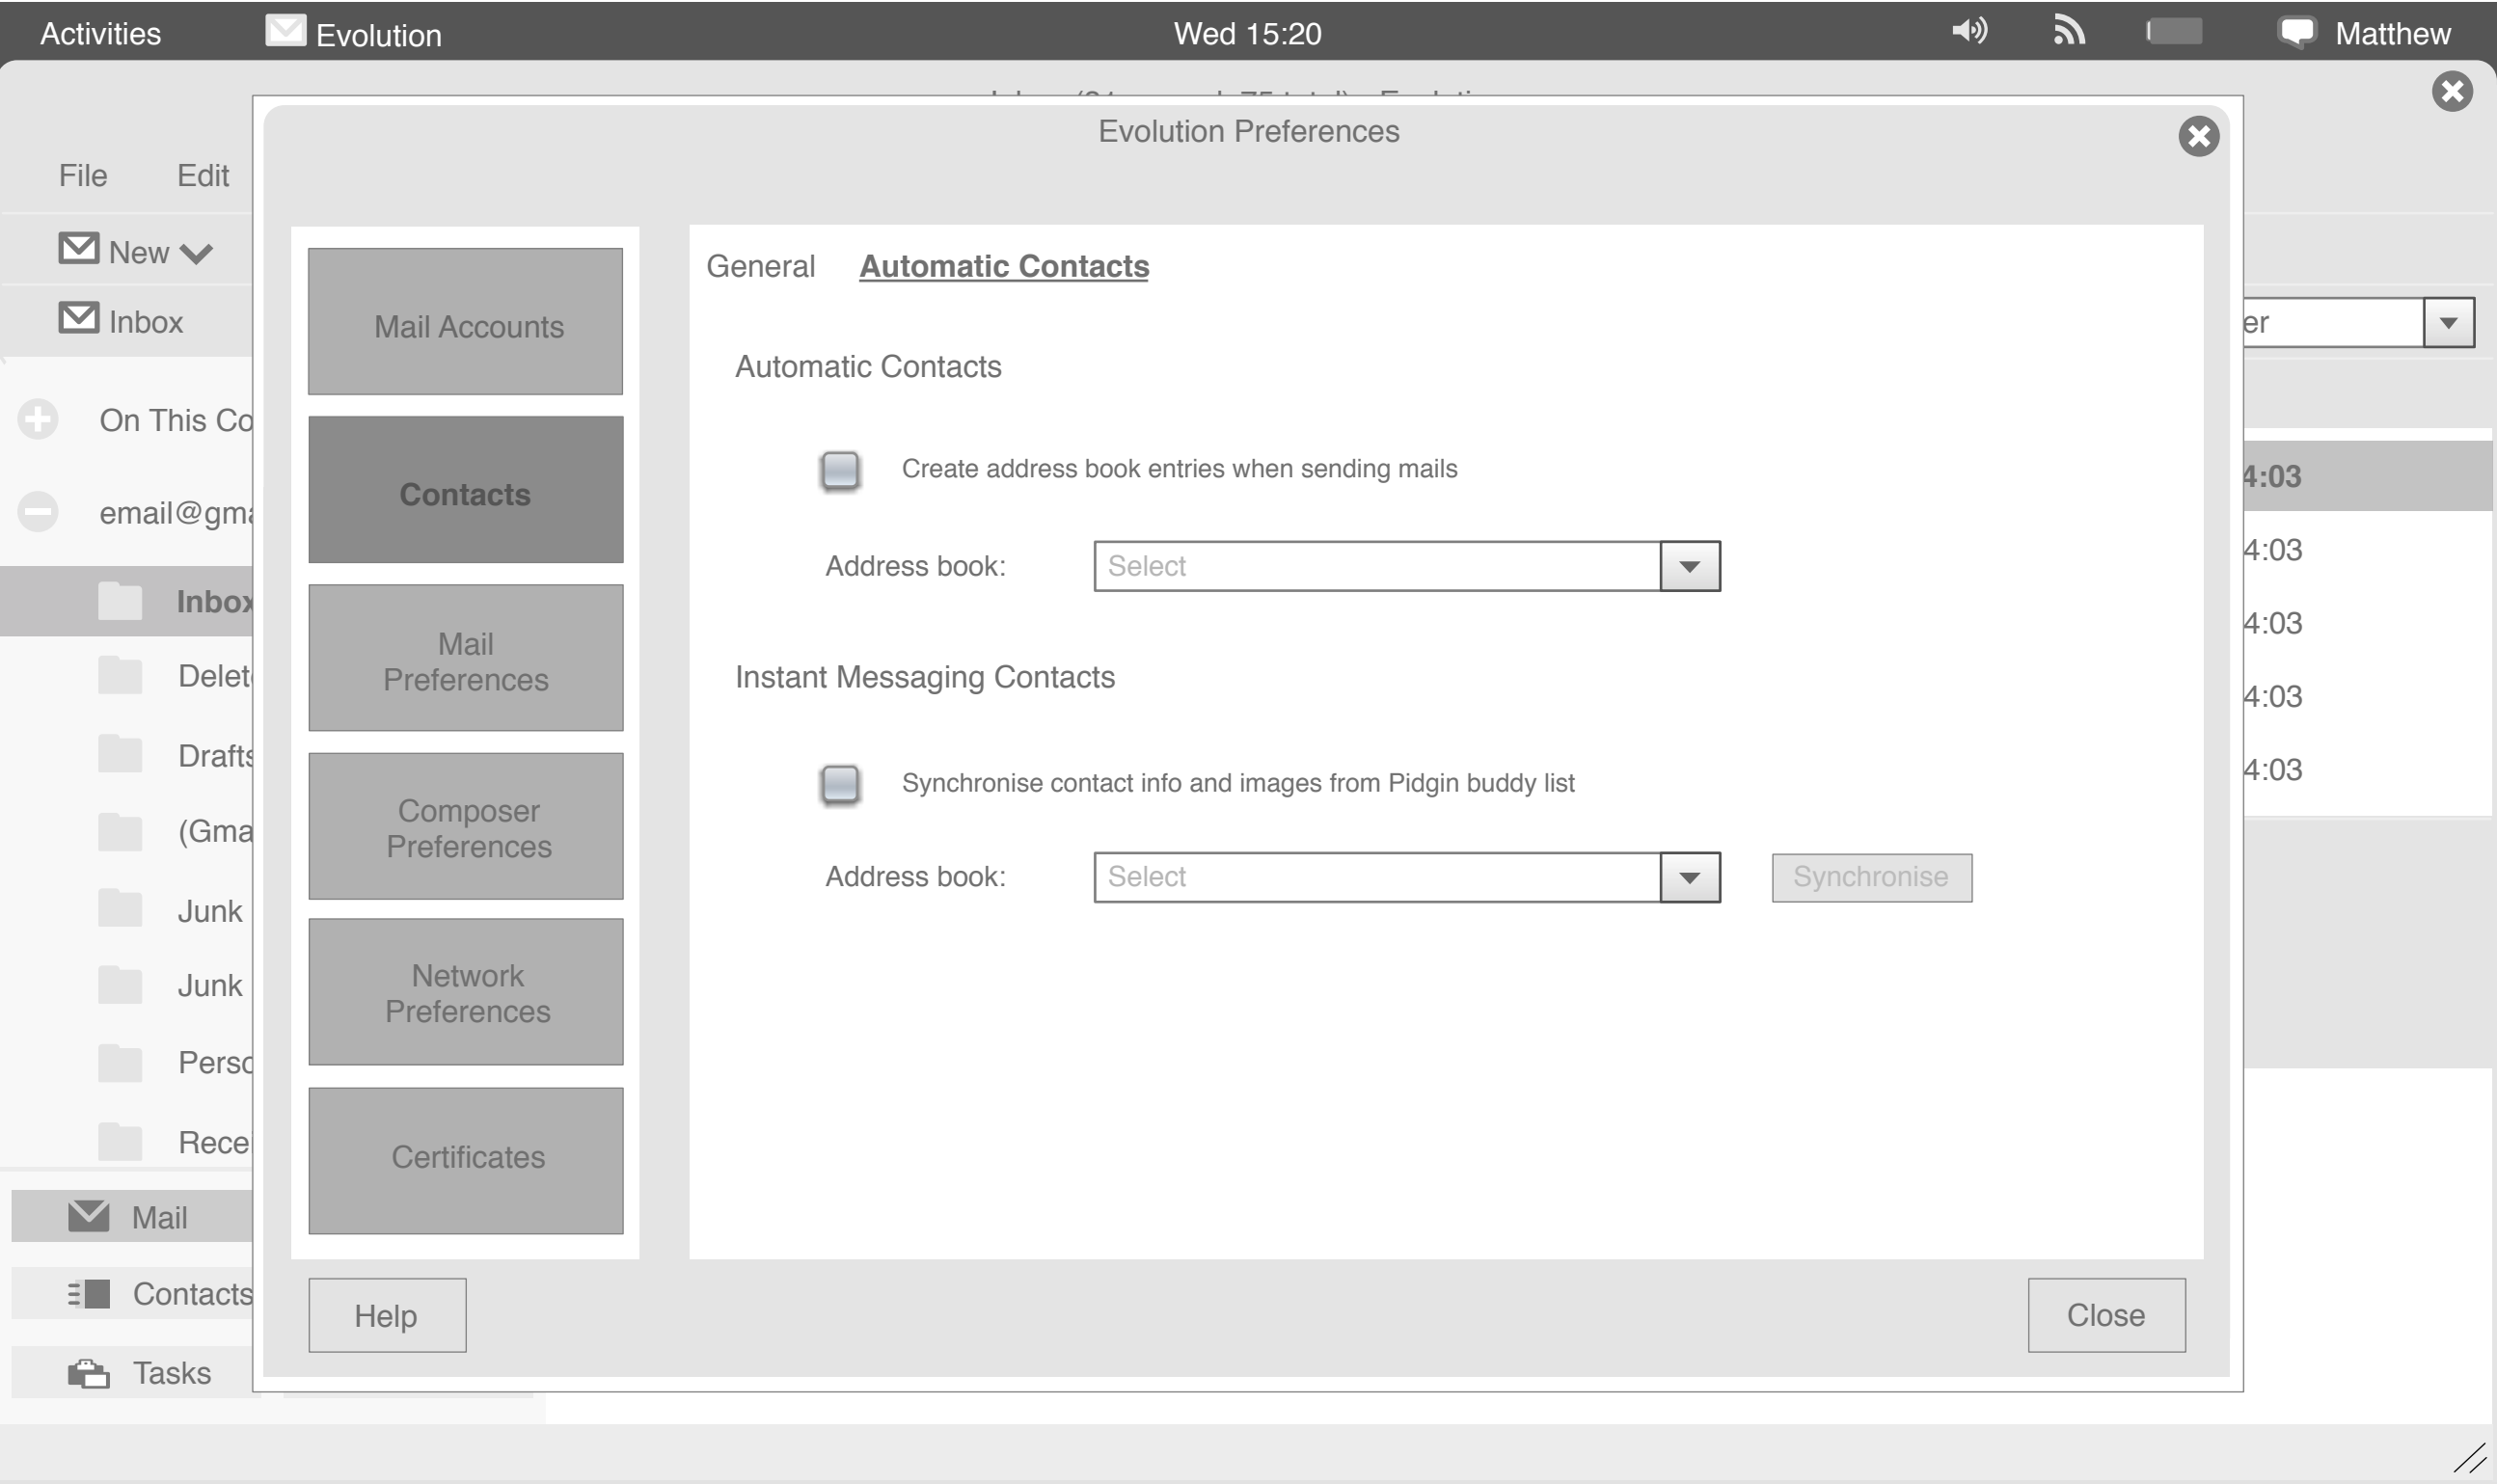 Activities Evolution Wed 15:20 Matthew
Evolution Preferences
File Edit
New
Inbox
er
On This Co
email@gma
Inbox
Delet
Drafts
(Gma
Junk
Junk
Perso
Recei
Mail
Contacts
Tasks
Mail Accounts
Contacts
Mail
Preferences
Composer
Preferences
Network
Preferences
Certificates
General Automatic Contacts
Automatic Contacts
Create address book entries when sending mails
Address book: Select
Instant Messaging Contacts
Synchronise contact info and images from Pidgin buddy list
Address book: Select Synchronise
4:03
4:03
4:03
4:03
4:03
Help Close